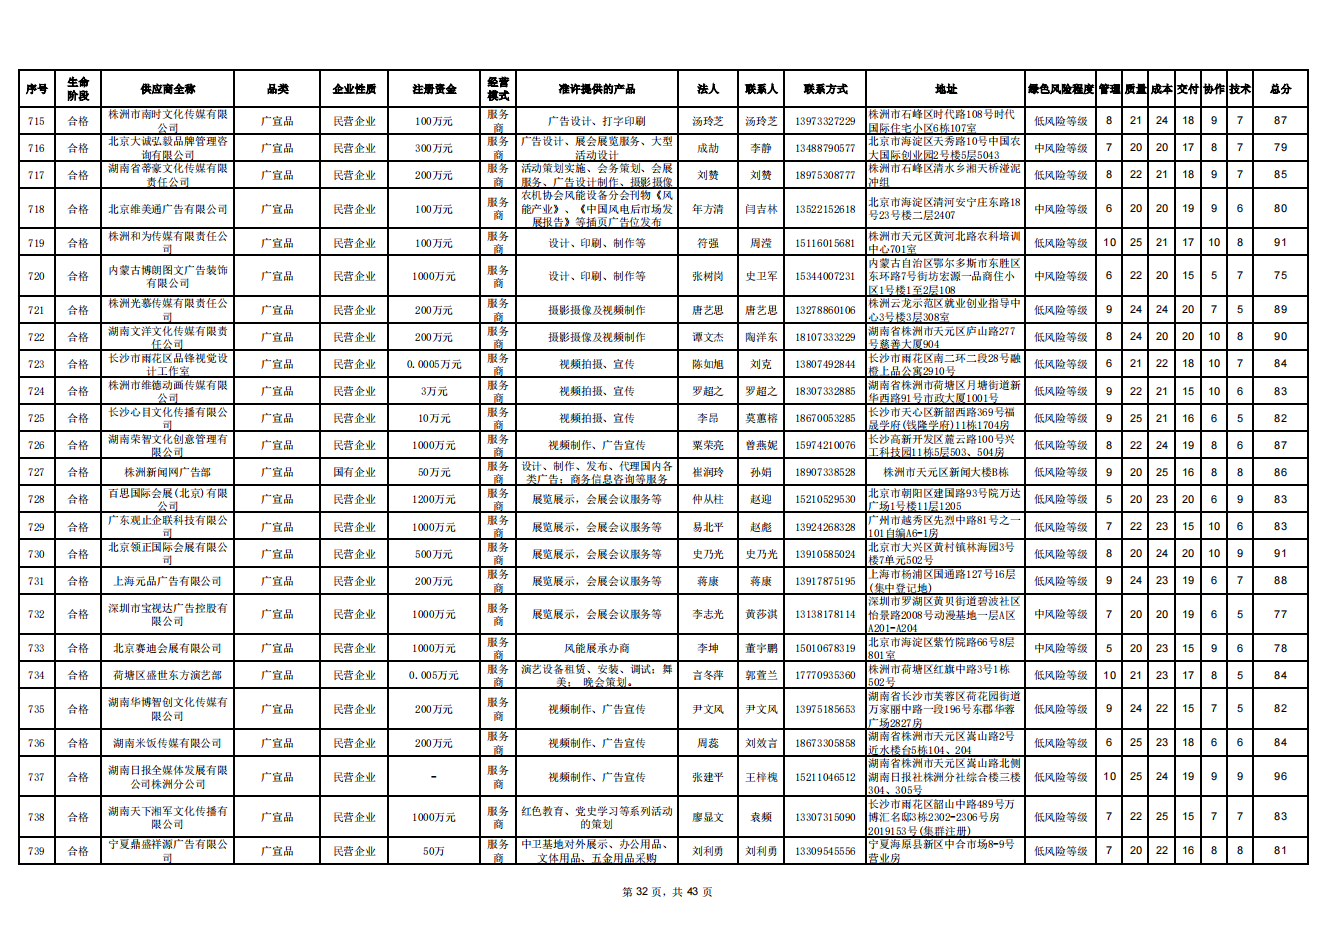 序号 生命阶段 供应商全称 品类 企业性质 注册资金 经营模式 准许提供的产品 法人 联系人 联系方式 地址 绿色风险程度 管理 质量 成本 交付 协作 技术 总分
715 合格 株洲市南时文化传媒有限公司 广宣品 民营企业 100万元 服务商 广告设计、打字印刷 汤玲芝 汤玲芝 13973327229 株洲市石峰区时代路108号时代国际住宅小区6栋107室 低风险等级 8 21 24 18 9 7 87
716 合格 北京大诚弘毅品牌管理咨询有限公司 广宣品 民营企业 300万元 服务商 广告设计、展会展览服务、大型活动设计 成劼 李静 13488790577 北京市海淀区天秀路10号中国农大国际创业园2号楼5层5043 中风险等级 7 20 20 17 8 7 79
717 合格 湖南省蒂豪文化传媒有限责任公司 广宣品 民营企业 200万元 服务商 活动策划实施、会务策划、会展服务、广告设计制作、摄影摄像 刘赞 刘赞 18975308777 株洲市石峰区清水乡湘天桥湴泥冲组 低风险等级 8 22 21 18 9 7 85
718 合格 北京维美通广告有限公司 广宣品 民营企业 100万元 服务商 农机协会风能设备分会刊物《风能产业》、《中国风电后市场发展报告》等插页广告位发布 年方清 闫吉林 13522152618 北京市海淀区清河安宁庄东路18号23号楼二层2407 中风险等级 6 20 20 19 9 6 80
719 合格 株洲和为传媒有限责任公司 广宣品 民营企业 100万元 服务商 设计、印刷、制作等 符强 周滢 15116015681 株洲市天元区黄河北路农科培训中心701室 低风险等级 10 25 21 17 10 8 91
720 合格 内蒙古博朗图文广告装饰有限公司 广宣品 民营企业 1000万元 服务商 设计、印刷、制作等 张树岗 史卫军 15344007231 内蒙古自治区鄂尔多斯市东胜区东环路7号街坊宏源一品商住小区1号楼1至2层108 中风险等级 6 22 20 15 5 7 75
721 合格 株洲光慕传媒有限责任公司 广宣品 民营企业 200万元 服务商 摄影摄像及视频制作 唐艺思 唐艺思 13278860106 株洲云龙示范区就业创业指导中心3号楼3层308室 低风险等级 9 24 24 20 7 5 89
722 合格 湖南文洋文化传媒有限责任公司 广宣品 民营企业 200万元 服务商 摄影摄像及视频制作 谭文杰 陶洋东 18107333229 湖南省株洲市天元区庐山路277号慈善大厦904 低风险等级 8 24 20 20 10 8 90
723 合格 长沙市雨花区品锋视觉设计工作室 广宣品 民营企业 0.0005万元 服务商 视频拍摄、宣传 陈如旭 刘克 13807492844 长沙市雨花区南二环二段28号融橙上品公寓2910号 低风险等级 6 21 22 18 10 7 84
724 合格 株洲市维德动画传媒有限公司 广宣品 民营企业 3万元 服务商 视频拍摄、宣传 罗超之 罗超之 18307332885 湖南省株洲市荷塘区月塘街道新华西路91号市政大厦1001号 低风险等级 9 22 21 15 10 6 83
725 合格 长沙心目文化传播有限公司 广宣品 民营企业 10万元 服务商 视频拍摄、宣传 李昂 莫蕙榕 18670053285 长沙市天心区新韶西路369号福晟学府(钱隆学府)11栋1704房 低风险等级 9 25 21 16 6 5 82
726 合格 湖南荣智文化创意管理有限公司 广宣品 民营企业 1000万元 服务商 视频制作、广告宣传 粟荣亮 曾燕妮 15974210076 长沙高新开发区麓云路100号兴工科技园11栋5层503、504房 低风险等级 8 22 24 19 8 6 87
727 合格 株洲新闻网广告部 广宣品 国有企业 50万元 服务商 设计、制作、发布、代理国内各类广告；商务信息咨询等服务 崔润玲 孙娟 18907338528 株洲市天元区新闻大楼B栋 低风险等级 9 20 25 16 8 8 86
728 合格 百思国际会展(北京)有限公司 广宣品 民营企业 1200万元 服务商 展览展示，会展会议服务等 仲从柱 赵迎 15210529530 北京市朝阳区建国路93号院万达广场1号楼11层1205 低风险等级 5 20 23 20 6 9 83
729 合格 广东观止企联科技有限公司 广宣品 民营企业 1000万元 服务商 展览展示，会展会议服务等 易北平 赵彪 13924268328 广州市越秀区先烈中路81号之一101自编A6-1房 低风险等级 7 22 23 15 10 6 83
730 合格 北京领正国际会展有限公司 广宣品 民营企业 500万元 服务商 展览展示，会展会议服务等 史乃光 史乃光 13910585024 北京市大兴区黄村镇林海园3号楼7单元502号 低风险等级 8 20 24 20 10 9 91
731 合格 上海元品广告有限公司 广宣品 民营企业 200万元 服务商 展览展示，会展会议服务等 蒋康 蒋康 13917875195 上海市杨浦区国通路127号16层(集中登记地) 低风险等级 9 24 23 19 6 7 88
732 合格 深圳市宝视达广告控股有限公司 广宣品 民营企业 1000万元 服务商 展览展示，会展会议服务等 李志光 黄莎淇 13138178114 深圳市罗湖区黄贝街道碧波社区怡景路2008号动漫基地一层A区A201-A204 中风险等级 7 20 20 19 6 5 77
733 合格 北京赛迪会展有限公司 广宣品 民营企业 1000万元 服务商 风能展承办商 李坤 董宇鹏 15010678319 北京市海淀区紫竹院路66号8层801室 中风险等级 5 20 23 15 9 6 78
734 合格 荷塘区盛世东方演艺部 广宣品 民营企业 0.005万元 服务商 演艺设备租赁、安装、调试；舞美； 晚会策划。 言冬萍 郭萱兰 17770935360 株洲市荷塘区红旗中路3号1栋502号 低风险等级 10 21 23 17 8 5 84
735 合格 湖南华博智创文化传媒有限公司 广宣品 民营企业 200万元 服务商 视频制作、广告宣传 尹文风 尹文风 13975185653 湖南省长沙市芙蓉区荷花园街道万家丽中路一段196号东郡华蓉广场2827房 低风险等级 9 24 22 15 7 5 82
736 合格 湖南米饭传媒有限公司 广宣品 民营企业 200万元 服务商 视频制作、广告宣传 周蕊 刘效言 18673305858 湖南省株洲市天元区嵩山路2号近水楼台5栋104、204 低风险等级 6 25 23 18 6 6 84
737 合格 湖南日报全媒体发展有限公司株洲分公司 广宣品 民营企业 - 服务商 视频制作、广告宣传 张建平 王梓槐 15211046512 湖南省株洲市天元区嵩山路北侧湖南日报社株洲分社综合楼三楼304、305号 低风险等级 10 25 24 19 9 9 96
738 合格 湖南天下湘军文化传播有限公司 广宣品 民营企业 1000万元 服务商 红色教育、党史学习等系列活动的策划 廖显文 袁频 13307315090 长沙市雨花区韶山中路489号万博汇名邸3栋2302-2306号房2019153号(集群注册) 低风险等级 7 22 25 15 7 7 83
739 合格 宁夏鼎盛祥源广告有限公司 广宣品 民营企业 50万 服务商 中卫基地对外展示、办公用品、文体用品、五金用品采购 刘利勇 刘利勇 13309545556 宁夏海原县新区中合市场8-9号营业房 低风险等级 7 20 22 16 8 8 81
第 32 页，共 43 页